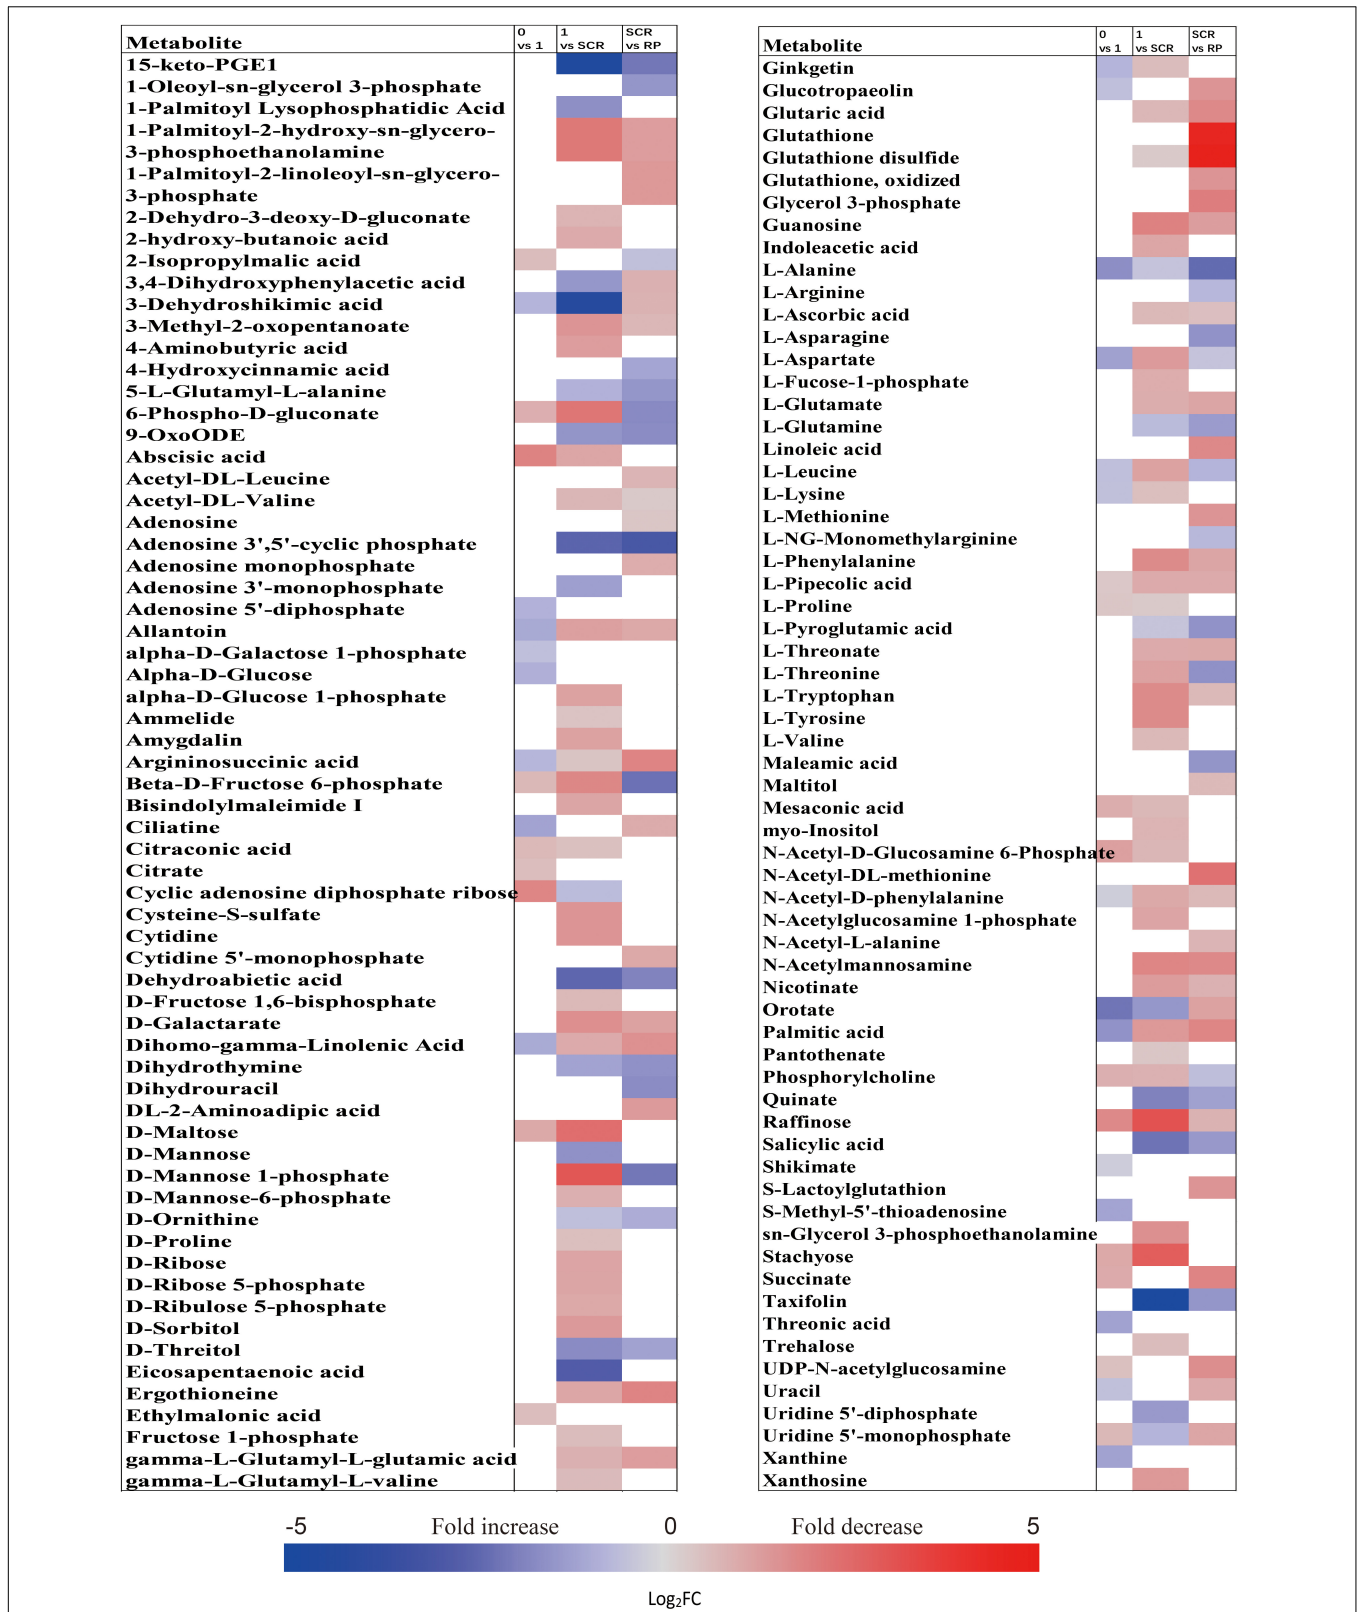 Metabolite 0 vs 1 1 vs SCR SCR vs RP
15-keto-PGE1
1-Oleoyl-sn-glycerol 3-phosphate
1-Palmitoyl Lysophosphatidic Acid
1-Palmitoyl-2-hydroxy-sn-glycero-
3-phosphoethanolamine
1-Palmitoyl-2-linoleoyl-sn-glycero-
3-phosphate
2-Dehydro-3-deoxy-D-gluconate
2-hydroxy-butanoic acid
2-Isopropylmalic acid
3,4-Dihydroxyphenylacetic acid
3-Dehydroshikimic acid
3-Methyl-2-oxopentanoate
4-Aminobutyric acid
4-Hydroxycinnamic acid
5-L-Glutamyl-L-alanine
6-Phospho-D-gluconate
9-OxoODE
Abscisic acid
Acetyl-DL-Leucine
Acetyl-DL-Valine
Adenosine
Adenosine 3',5'-cyclic phosphate
Adenosine monophosphate
Adenosine 3'-monophosphate
Adenosine 5'-diphosphate
Allantoin
alpha-D-Galactose 1-phosphate
Alpha-D-Glucose
alpha-D-Glucose 1-phosphate
Ammelide
Amygdalin
Argininosuccinic acid
Beta-D-Fructose 6-phosphate
Bisindolylmaleimide I
Ciliatine
Citraconic acid
Citrate
Cyclic adenosine diphosphate ribose
Cysteine-S-sulfate
Cytidine
Cytidine 5'-monophosphate
Dehydroabietic acid
D-Fructose 1,6-bisphosphate
D-Galactarate
Dihomo-gamma-Linolenic Acid
Dihydrothymine
Dihydrouracil
DL-2-Aminoadipic acid
D-Maltose
D-Mannose
D-Mannose 1-phosphate
D-Mannose-6-phosphate
D-Ornithine
D-Proline
D-Ribose
D-Ribose 5-phosphate
D-Ribulose 5-phosphate
D-Sorbitol
D-Threitol
Eicosapentaenoic acid
Ergothioneine
Ethylmalonic acid
Fructose 1-phosphate
gamma-L-Glutamyl-L-glutamic acid
gamma-L-Glutamyl-L-valine
Metabolite 0 vs 1 1 vs SCR SCR vs RP
Ginkgetin
Glucotropaeolin
Glutaric acid
Glutathione
Glutathione disulfide
Glutathione, oxidized
Glycerol 3-phosphate
Guanosine
Indoleacetic acid
L-Alanine
L-Arginine
L-Ascorbic acid
L-Asparagine
L-Aspartate
L-Fucose-1-phosphate
L-Glutamate
L-Glutamine
Linoleic acid
L-Leucine
L-Lysine
L-Methionine
L-NG-Monomethylarginine
L-Phenylalanine
L-Pipecolic acid
L-Proline
L-Pyroglutamic acid
L-Threonate
L-Threonine
L-Tryptophan
L-Tyrosine
L-Valine
Maleamic acid
Maltitol
Mesaconic acid
myo-Inositol
N-Acetyl-D-Glucosamine 6-Phosphate
N-Acetyl-DL-methionine
N-Acetyl-D-phenylalanine
N-Acetylglucosamine 1-phosphate
N-Acetyl-L-alanine
N-Acetylmannosamine
Nicotinate
Orotate
Palmitic acid
Pantothenate
Phosphorylcholine
Quinate
Raffinose
Salicylic acid
Shikimate
S-Lactoylglutathion
S-Methyl-5'-thioadenosine
sn-Glycerol 3-phosphoethanolamine
Stachyose
Succinate
Taxifolin
Threonic acid
Trehalose
UDP-N-acetylglucosamine
Uracil
Uridine 5'-diphosphate
Uridine 5'-monophosphate
Xanthine
Xanthosine
-5 Fold increase 0 Fold decrease 5
Log₂FC